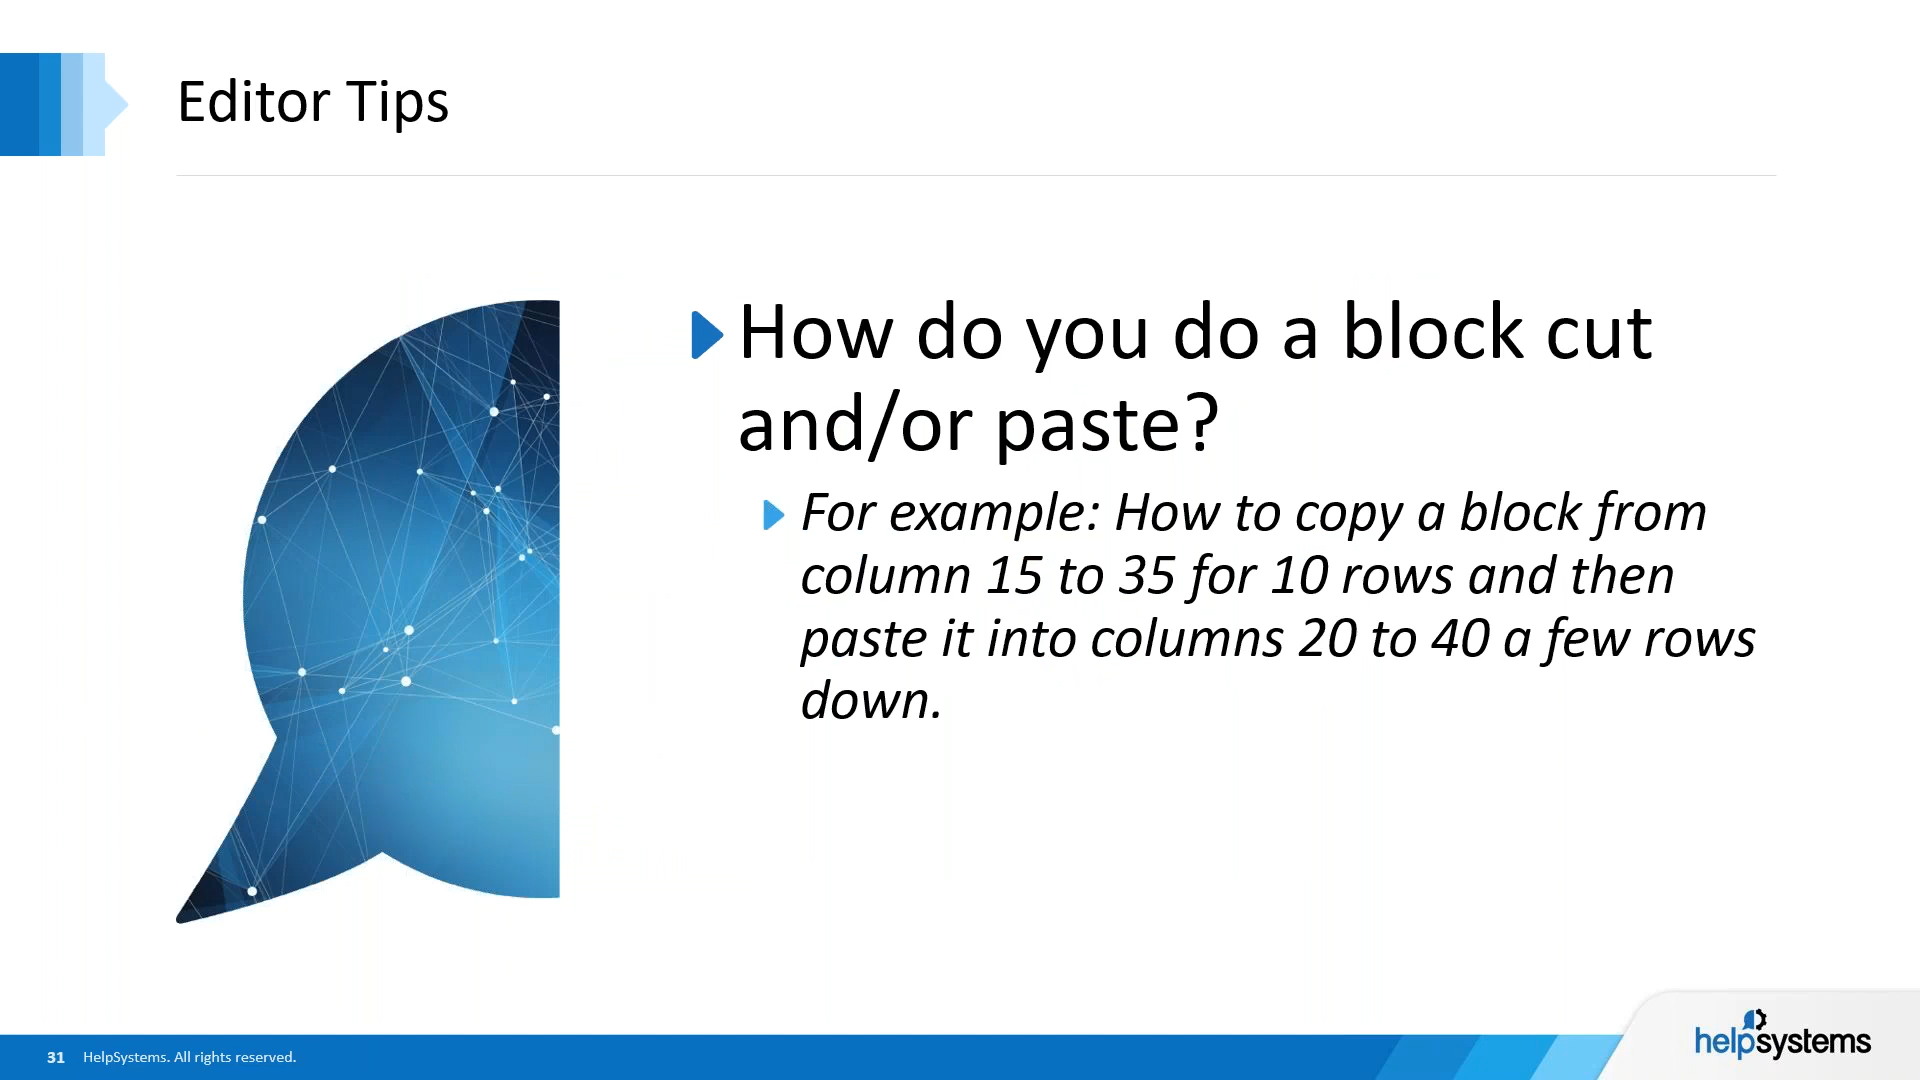 Editor Tips
How do you do a block cut
and/or paste?
For example: How to copy a block from
column 15 to 35 for 10 rows and then
paste it into columns 20 to 40 a few rows
down.
31 HelpSystems. All rights reserved.
helpsystems